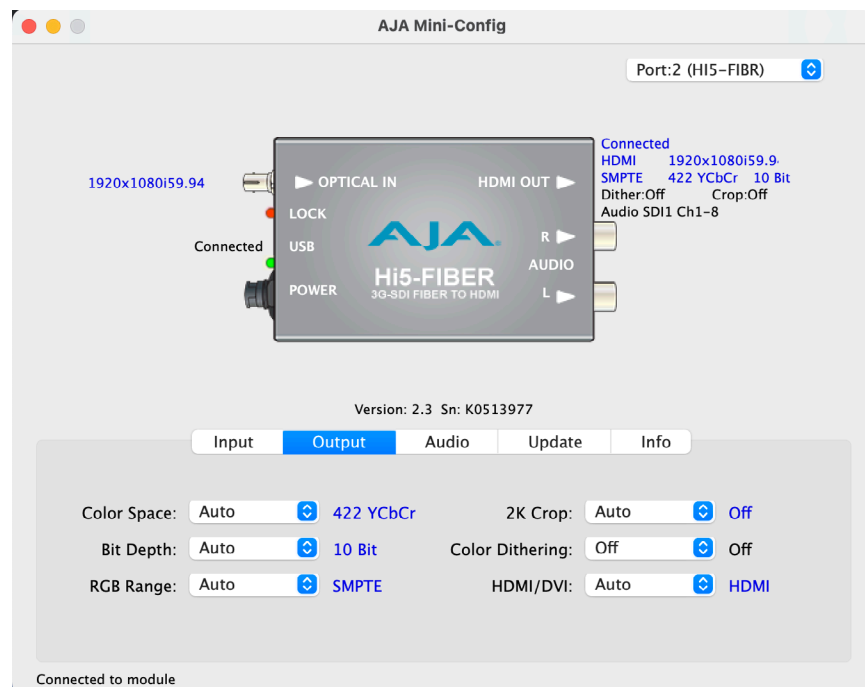 AJA Mini-Config
Port:2 (HI5-FIBR)
Connected
HDMI 1920x1080i59.9
SMPTE 422 YCbCr 10 Bit
Dither:Off Crop:Off
Audio SDI1 Ch1-8
1920x1080i59.94
OPTICAL IN HDMI OUT
LOCK
Connected USB
AJA
R
AUDIO
L
Hi5-FIBER
3G-SDI FIBER TO HDMI
POWER
Version: 2.3 Sn: K0513977
Input Output Audio Update Info
Color Space: Auto 422 YCbCr 2K Crop: Auto Off
Bit Depth: Auto 10 Bit Color Dithering: Off Off
RGB Range: Auto SMPTE HDMI/DVI: Auto HDMI
Connected to module